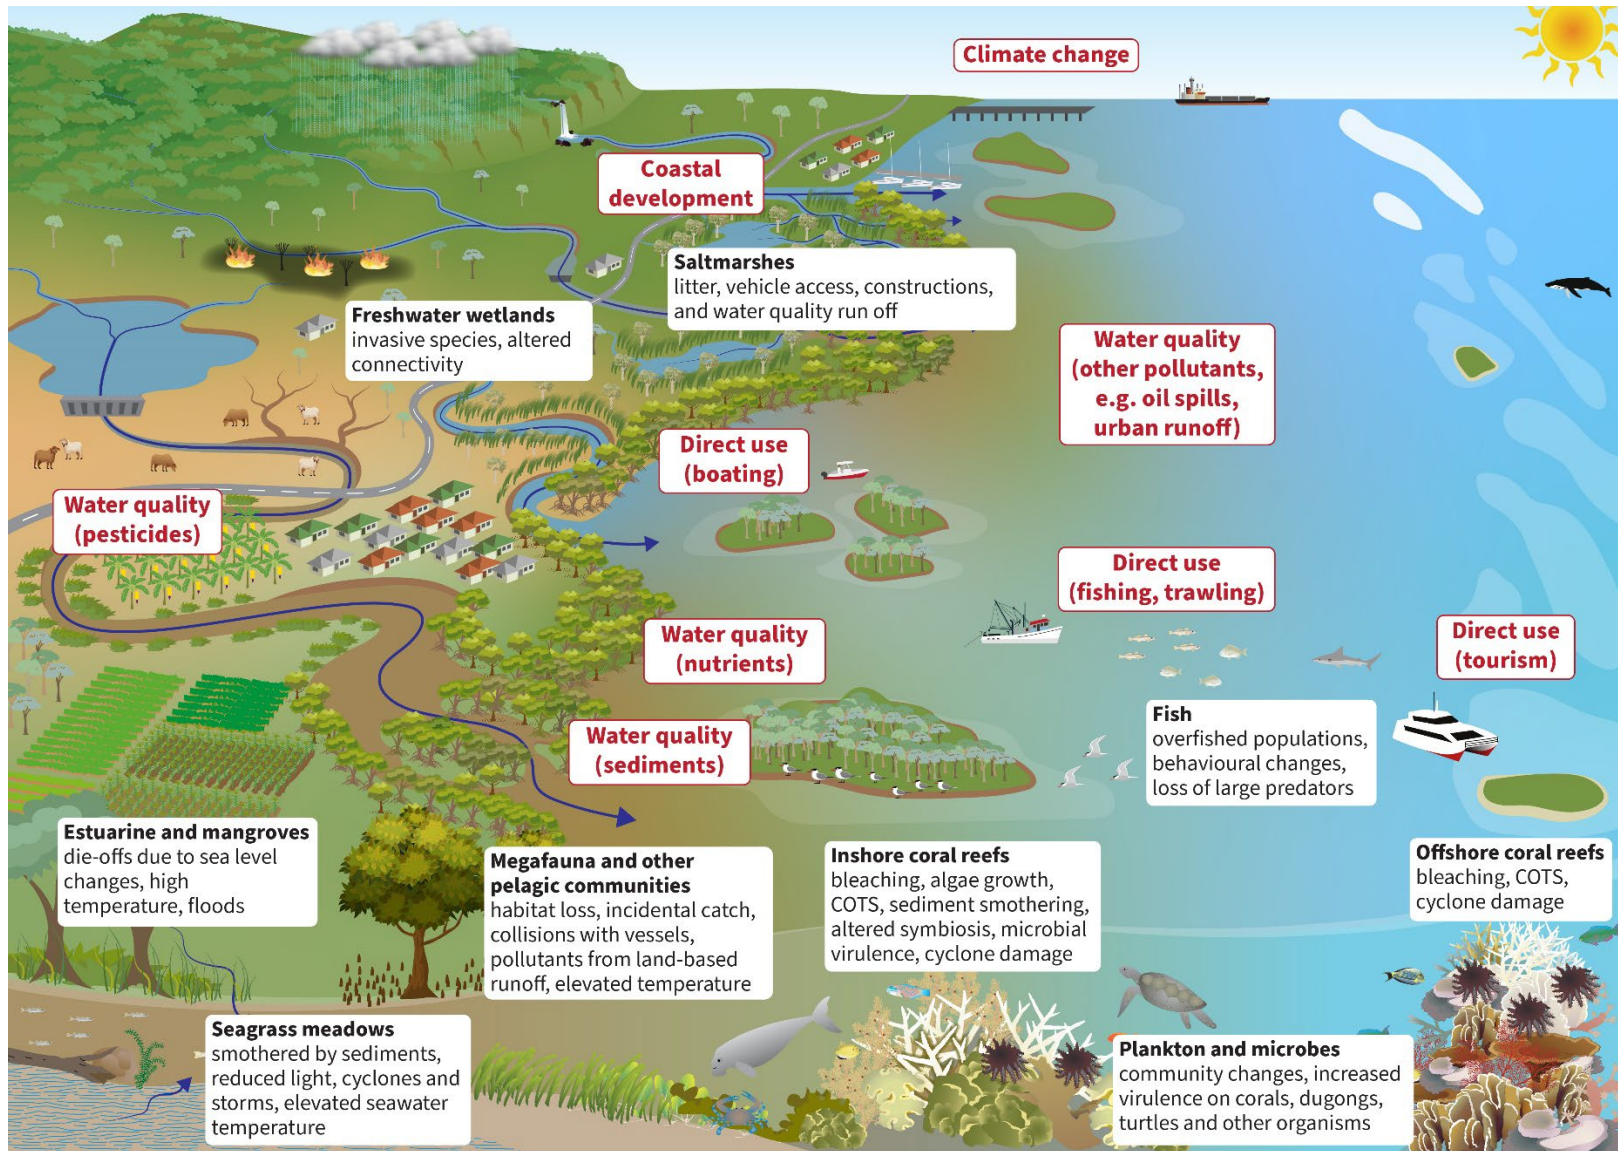 Climate change
Coastal
development
Saltmarshes
litter, vehicle access, constructions,
and water quality run off
Freshwater wetlands
invasive species, altered
connectivity
Water quality
(other pollutants,
e.g. oil spills,
urban runoff)
Direct use
(boating)
Water quality
(pesticides)
Direct use
(fishing, trawling)
Water quality
(nutrients)
Direct use
(tourism)
Water quality
(sediments)
Fish
overfished populations,
behavioural changes,
loss of large predators
Estuarine and mangroves
die-offs due to sea level
changes, high
temperature, floods
Megafauna and other
pelagic communities
habitat loss, incidental catch,
collisions with vessels,
pollutants from land-based
runoff, elevated temperature
Inshore coral reefs
bleaching, algae growth,
COTS, sediment smothering,
altered symbiosis, microbial
virulence, cyclone damage
Offshore coral reefs
bleaching, COTS,
cyclone damage
Seagrass meadows
smothered by sediments,
reduced light, cyclones and
storms, elevated seawater
temperature
Plankton and microbes
community changes, increased
virulence on corals, dugongs,
turtles and other organisms